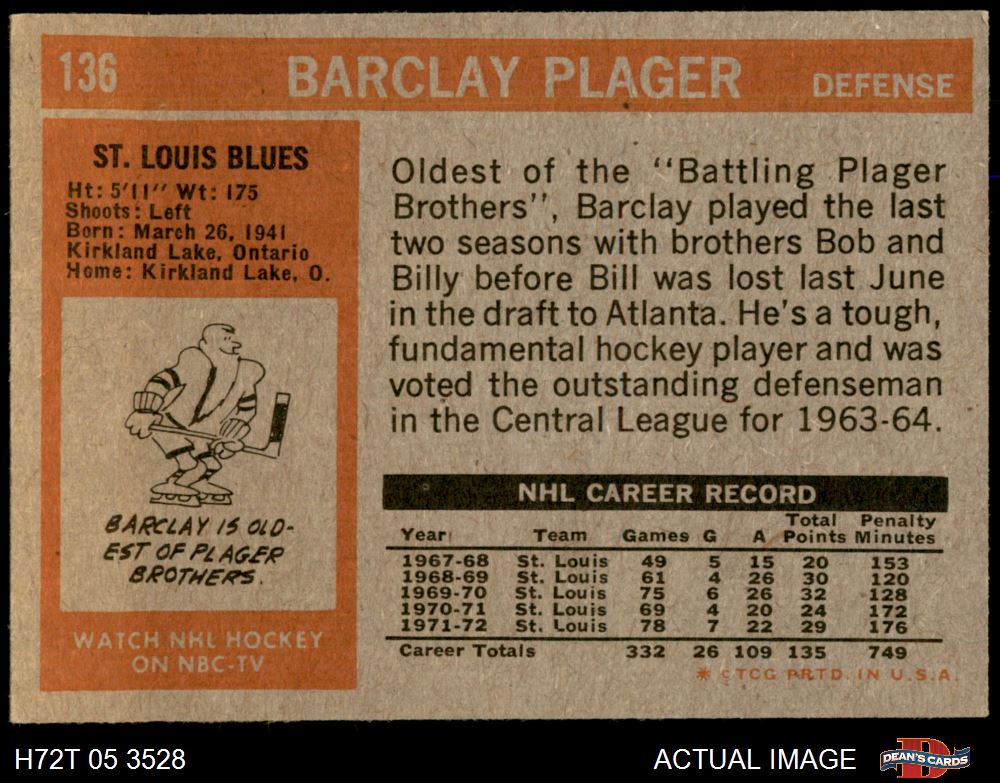 136 BARCLAY PLAGER DEFENSE
ST. LOUIS BLUES
Ht: 5'11" Wt: 175
Shoots: Left
Born: March 26, 1941
Kirkland Lake, Ontario
Home: Kirkland Lake, O.
BARCLAY IS OLD-
EST OF PLAGER
BROTHERS.
WATCH NHL HOCKEY
ON NBC-TV
Oldest of the "Battling Plager
Brothers", Barclay played the last
two seasons with brothers Bob and
Billy before Bill was lost last June
in the draft to Atlanta. He's a tough,
fundamental hockey player and was
voted the outstanding defenseman
in the Central League for 1963-64.
NHL CAREER RECORD
Year Team Games G A Total Points Penalty Minutes
1967-68 St. Louis 49 5 15 20 153
1968-69 St. Louis 61 4 26 30 120
1969-70 St. Louis 75 6 26 32 128
1970-71 St. Louis 69 4 20 24 172
1971-72 St. Louis 78 7 22 29 176
Career Totals 332 26 109 135 749
* © TCG PRTD. IN U.S.A.
H72T 05 3528 ACTUAL IMAGE DEAN'S CARDS